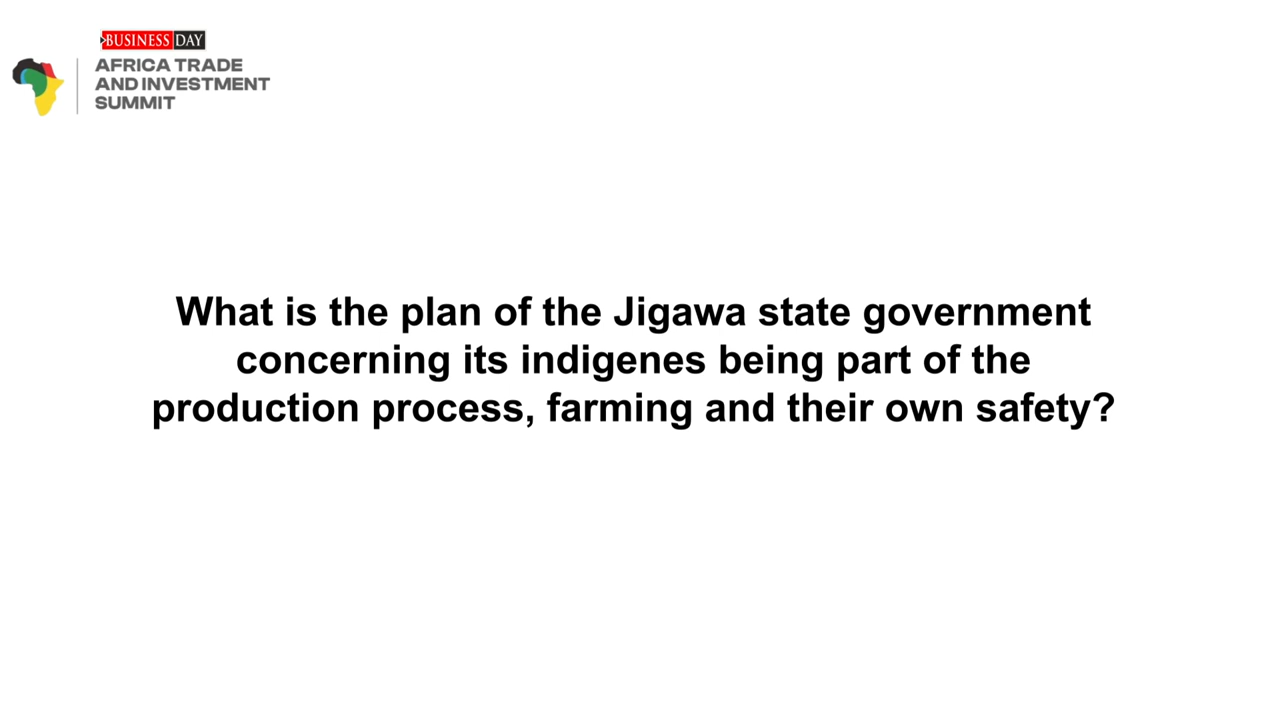 BUSINESS DAY
AFRICA TRADE
AND INVESTMENT
SUMMIT
What is the plan of the Jigawa state government
concerning its indigenes being part of the
production process, farming and their own safety?